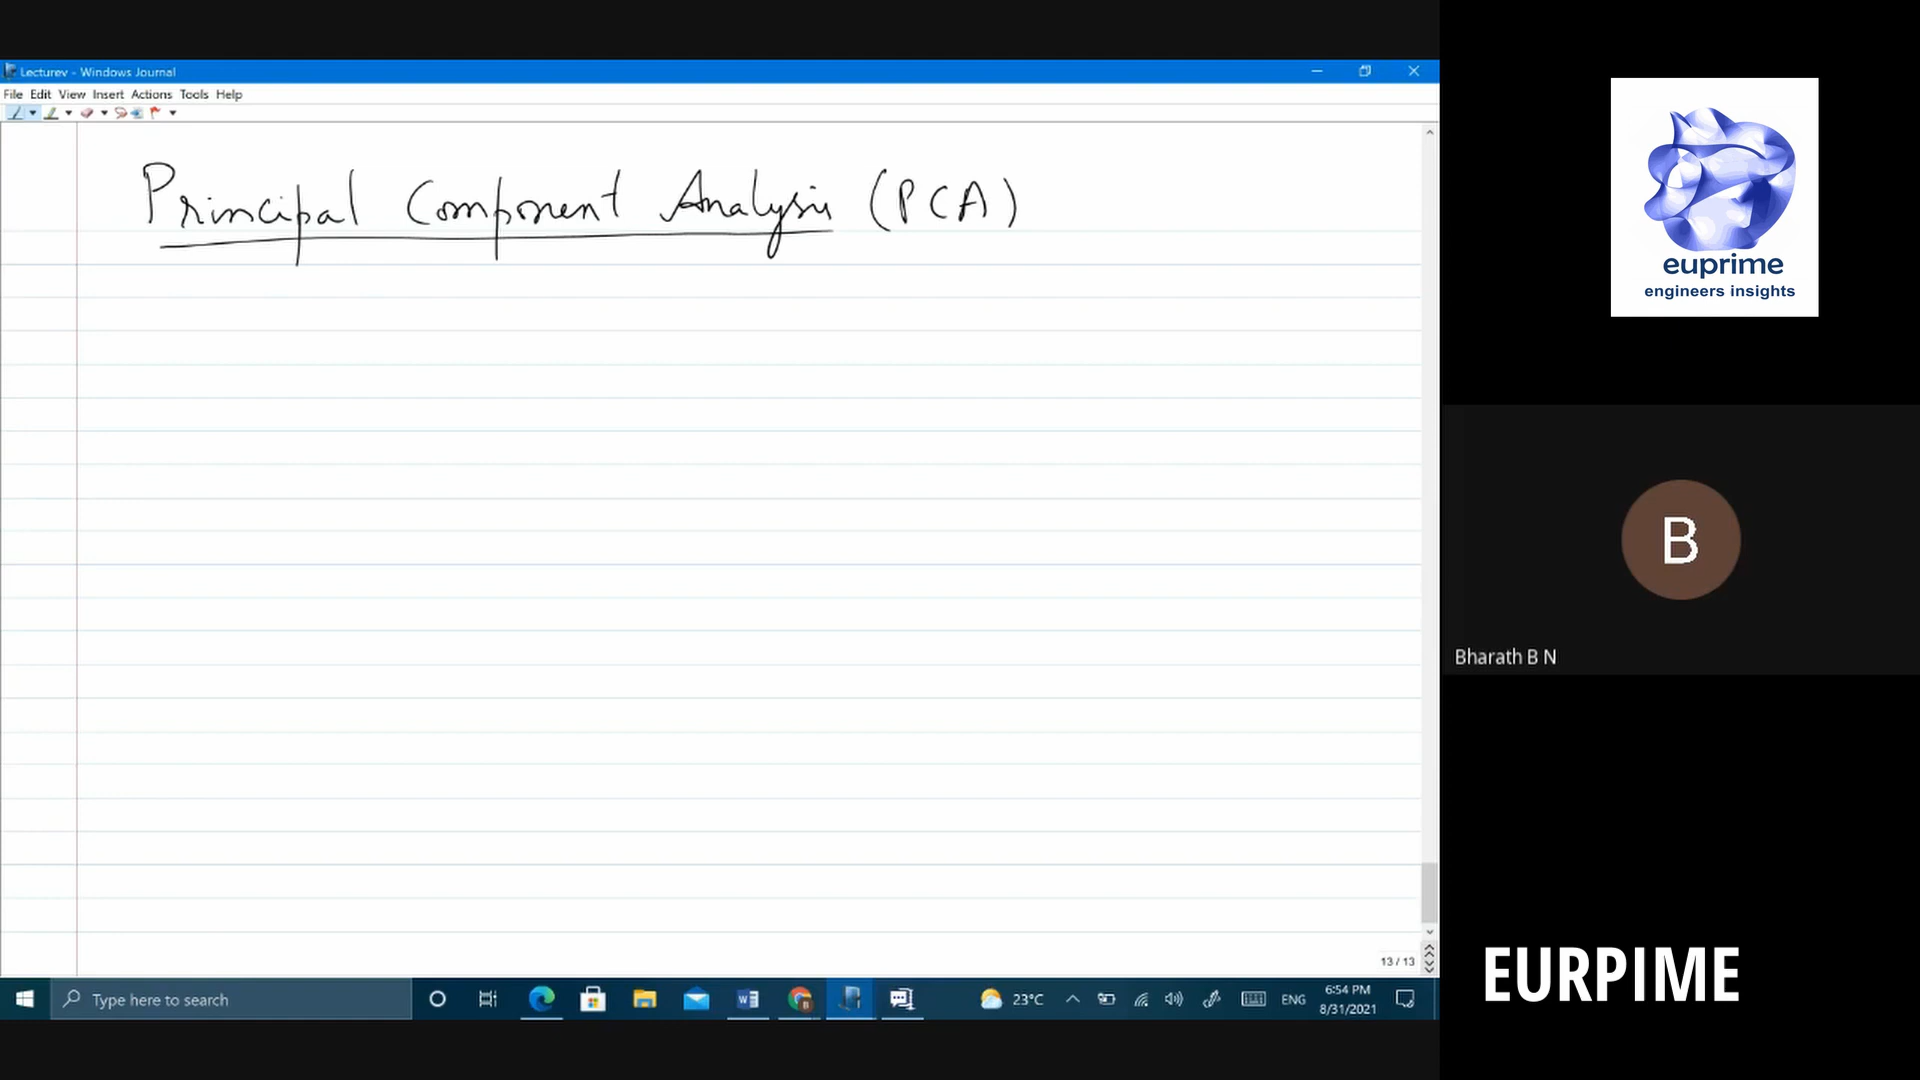 Lecturev - Windows Journal
File Edit View Insert Actions Tools Help
Principal Component Analysis (PCA)
13 / 13
Type here to search
23°C
ENG
6:54 PM
8/31/2021
euprime
engineers insights
B
Bharath B N
EURPIME